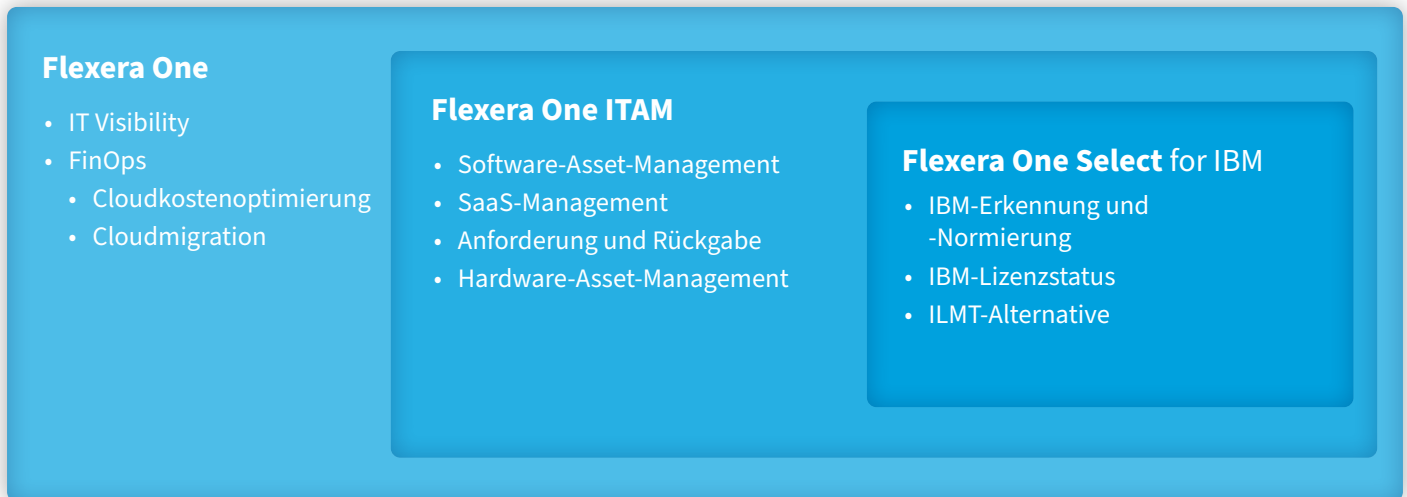 Flexera One
• IT Visibility
• FinOps
• Cloudkostenoptimierung
• Cloudmigration
Flexera One ITAM
• Software-Asset-Management
• SaaS-Management
• Anforderung und Rückgabe
• Hardware-Asset-Management
Flexera One Select for IBM
• IBM-Erkennung und
-Normierung
• IBM-Lizenzstatus
• ILMT-Alternative